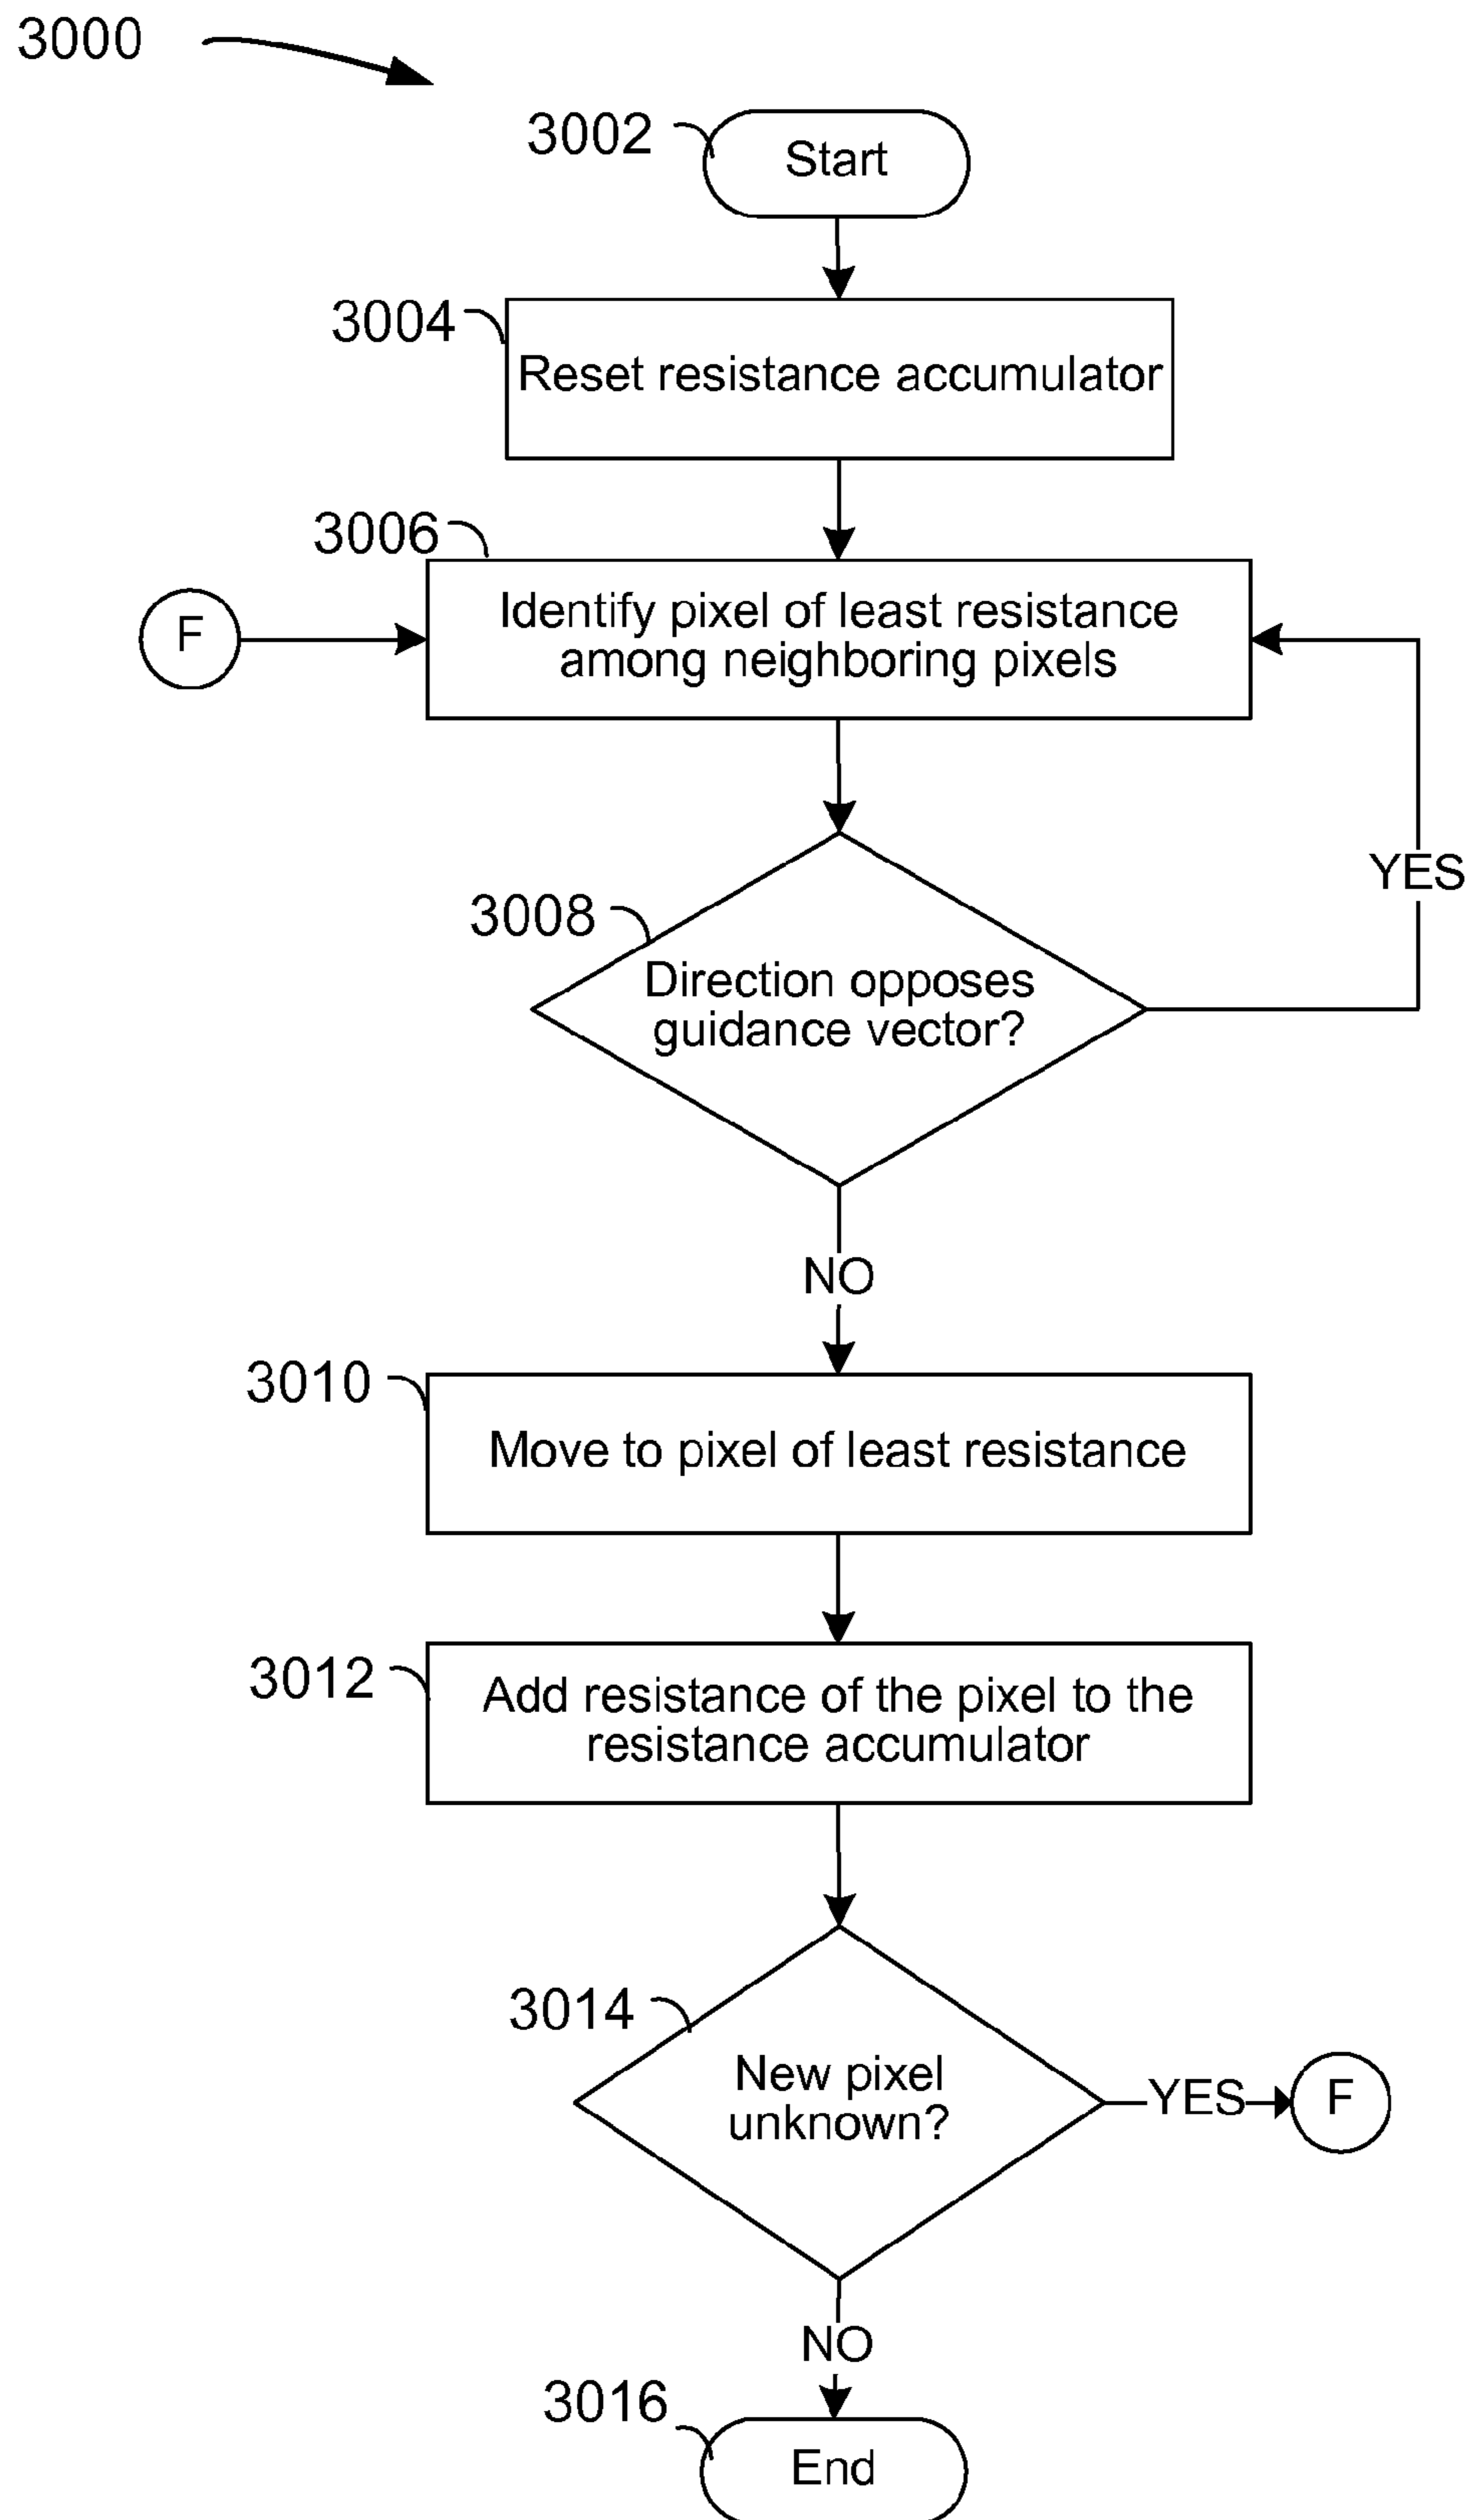 3000
3002
Start
3004
Reset resistance accumulator
3006
F
Identify pixel of least resistance
among neighboring pixels
YES
3008
Direction opposes
guidance vector?
NO
3010
Move to pixel of least resistance
3012
Add resistance of the pixel to the
resistance accumulator
3014
New pixel
unknown?
YES
F
NO
3016
End